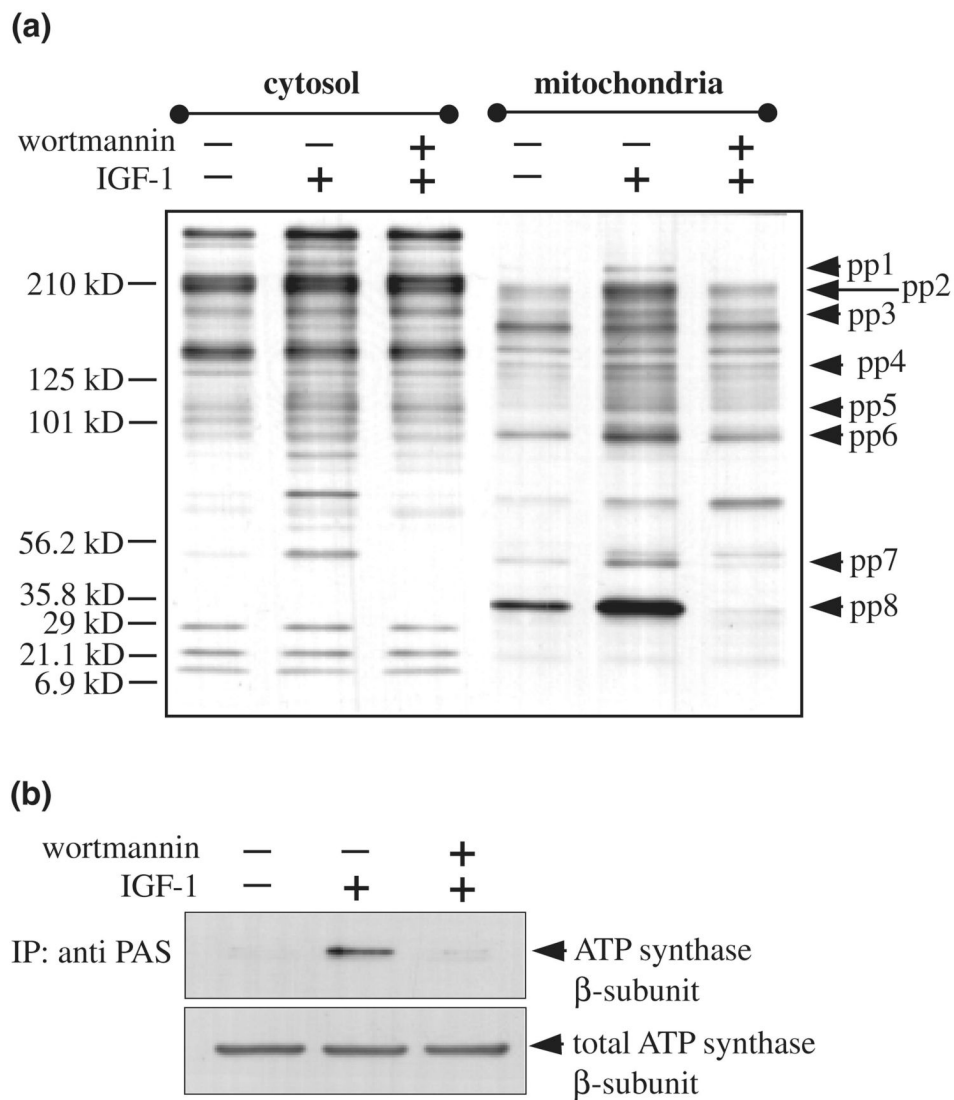 (a)
cytosol mitochondria
wortmannin – – + – – +
IGF-1 – + + – + +
210 kD
125 kD
101 kD
56.2 kD
35.8 kD
29 kD
21.1 kD
6.9 kD
pp1
pp2
pp3
pp4
pp5
pp6
pp7
pp8
(b)
wortmannin – – +
IGF-1 – + +
IP: anti PAS
ATP synthase
β-subunit
total ATP synthase
β-subunit